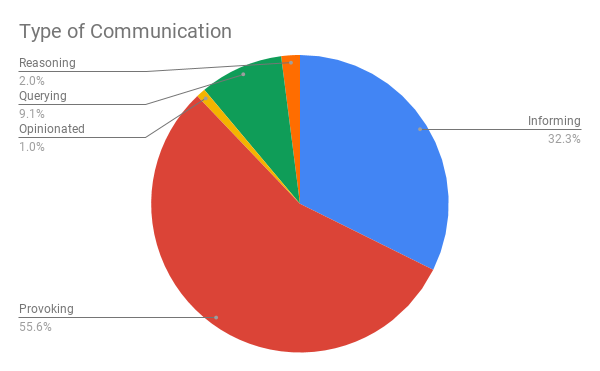 Type of Communication
Reasoning
2.0%
Querying
9.1%
Opinionated
1.0%
Informing
32.3%
Provoking
55.6%